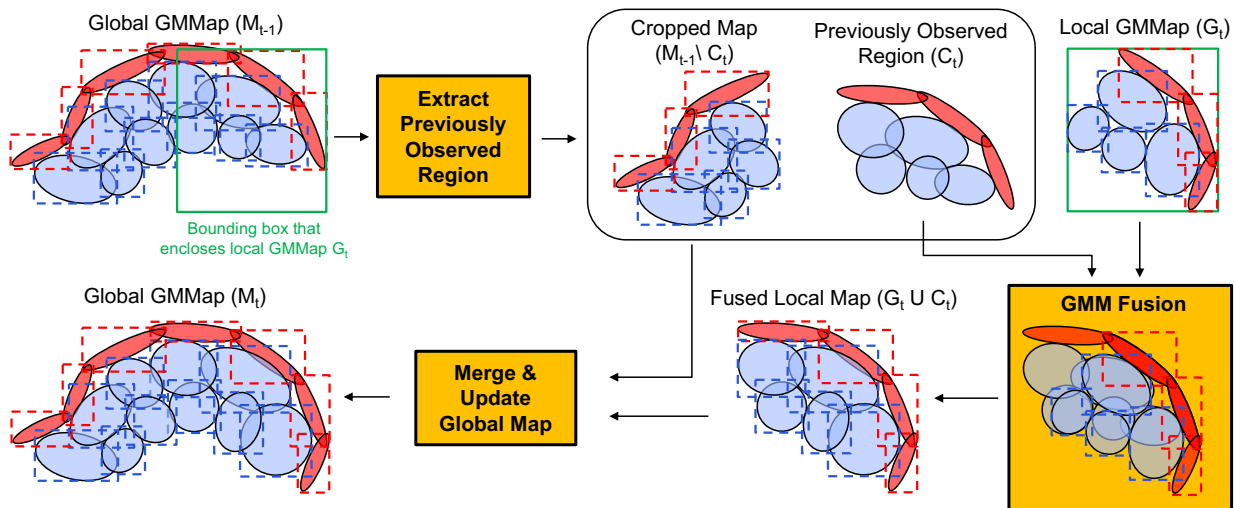 Global GMMap (Mt-1)
Bounding box that
encloses local GMMap Gt
Extract
Previously
Observed
Region
Cropped Map
(Mt-1\ Ct)
Previously Observed
Region (Ct)
Local GMMap (Gt)
Global GMMap (Mt)
Merge &
Update
Global Map
Fused Local Map (Gt U Ct)
GMM Fusion